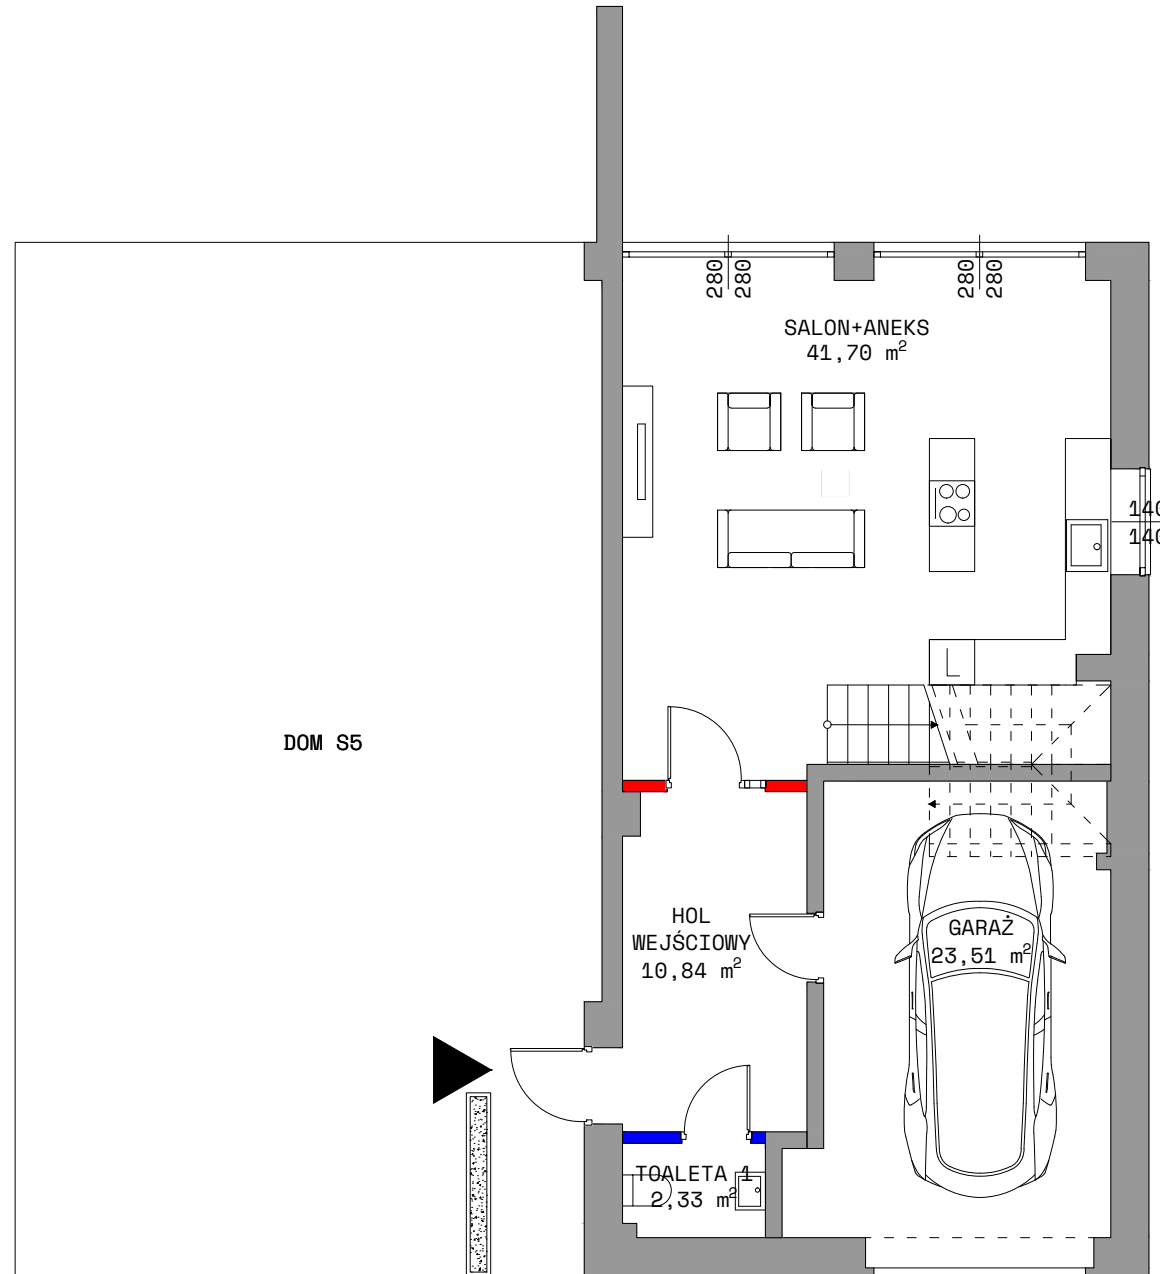 280
280
280
280
SALON+ANEKS
41,70 m²
140
140
L
DOM S5
HOL
WEJŚCIOWY
10,84 m²
GARAŻ
23,51 m²
TOALETA 1
2,33 m²